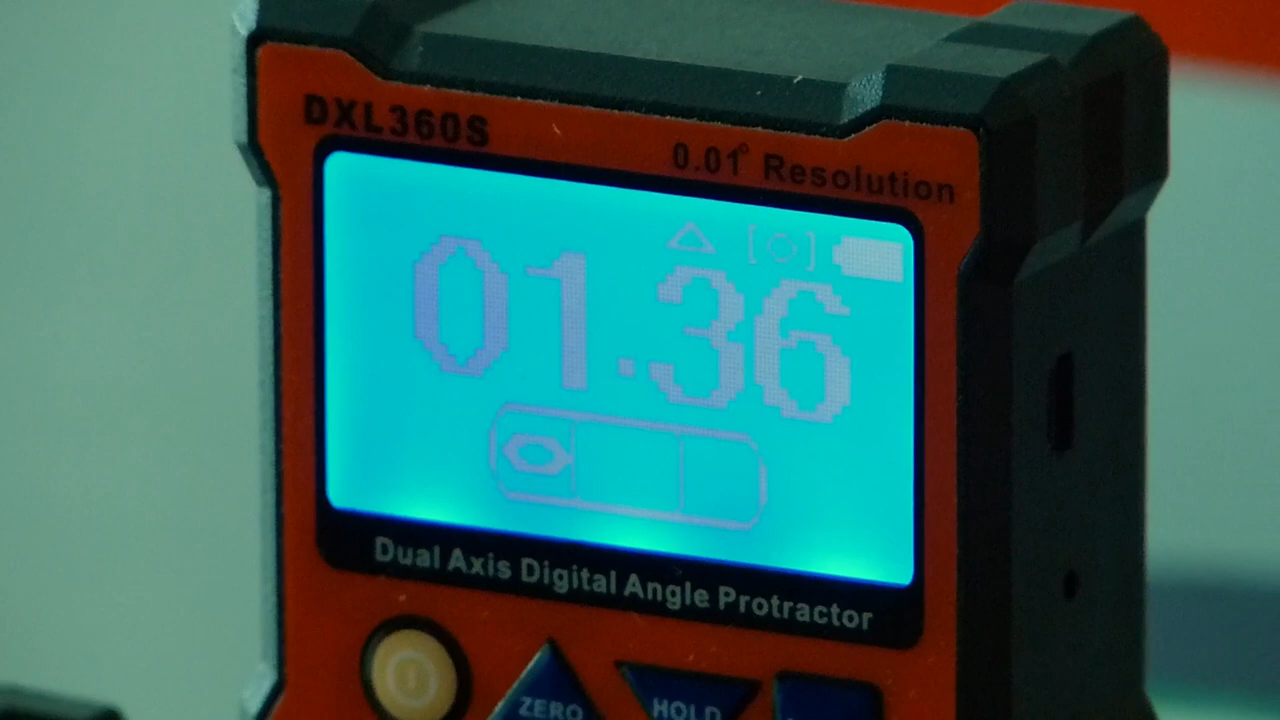 DXL360S
0.01° Resolution
01.36
Dual Axis Digital Angle Protractor
ZERO
HOLD